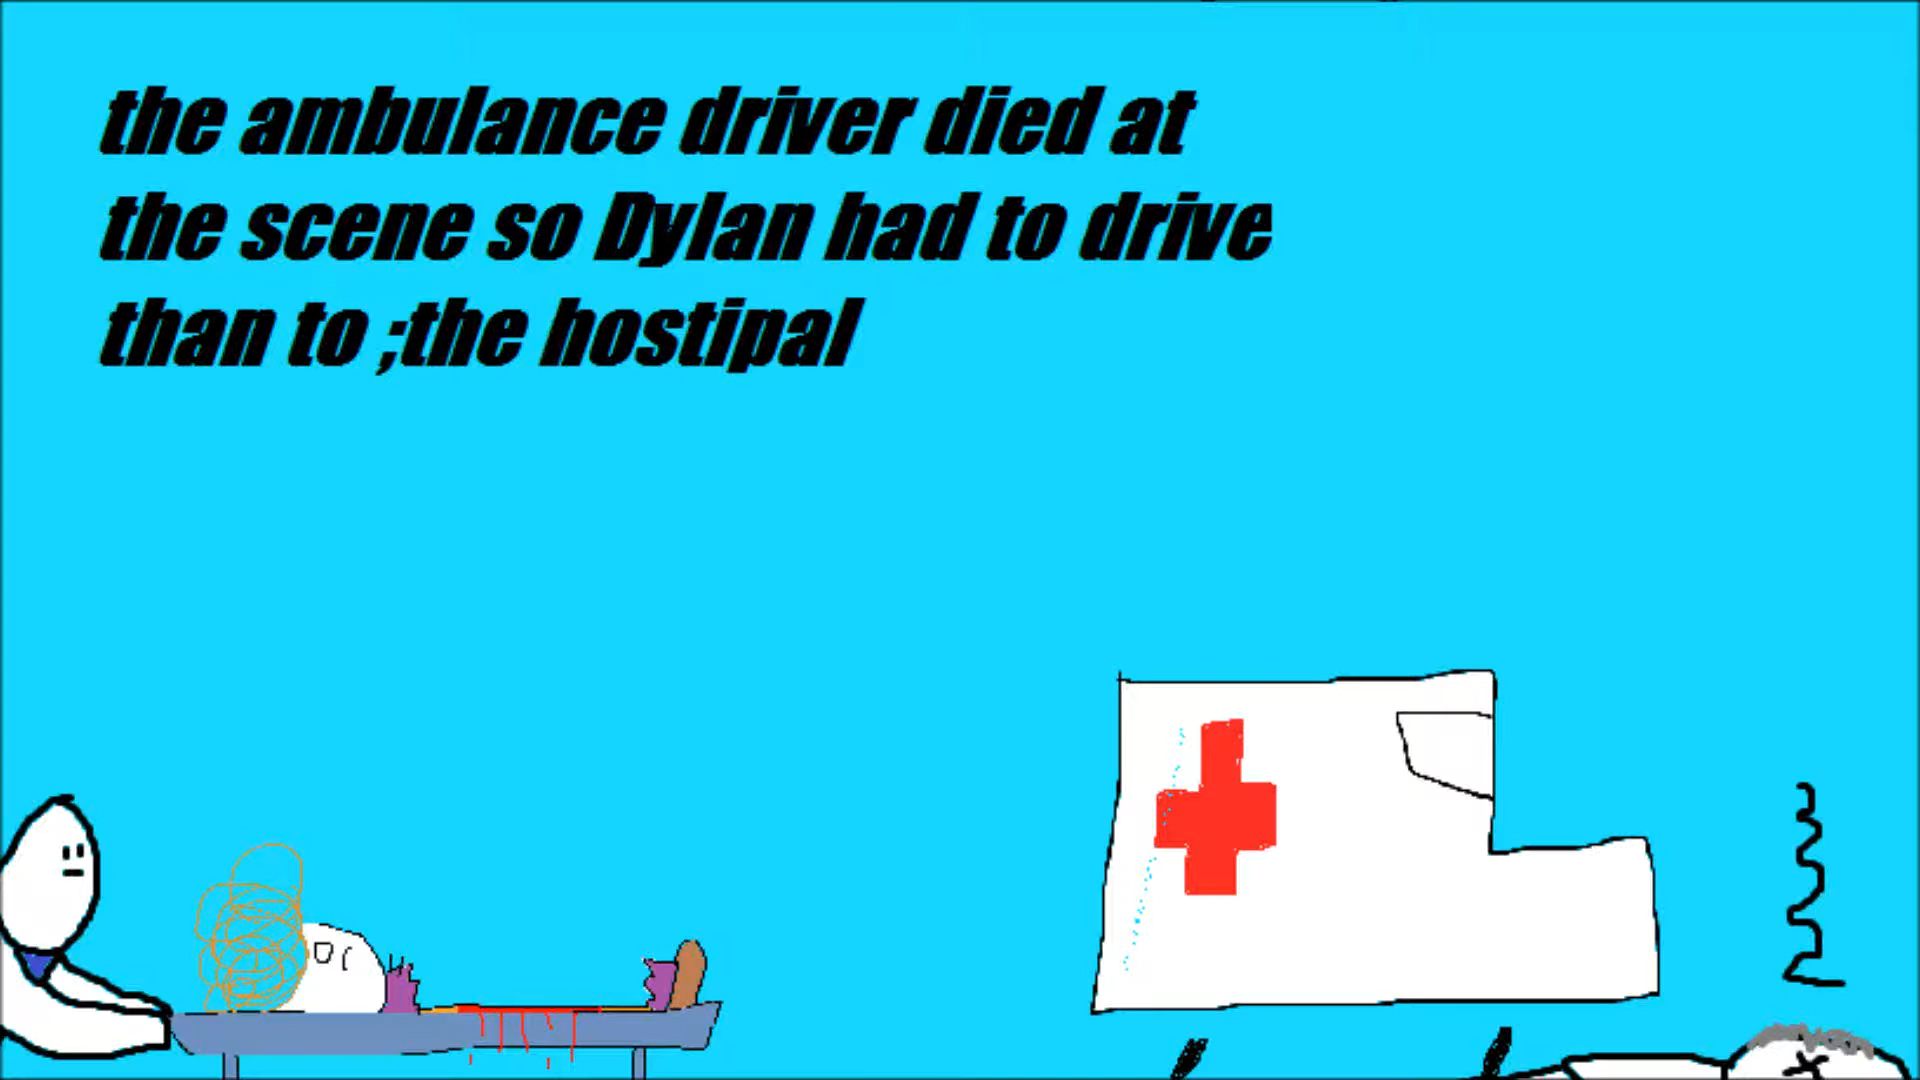 the ambulance driver died at
the scene so Dylan had to drive
than to ;the hostipal